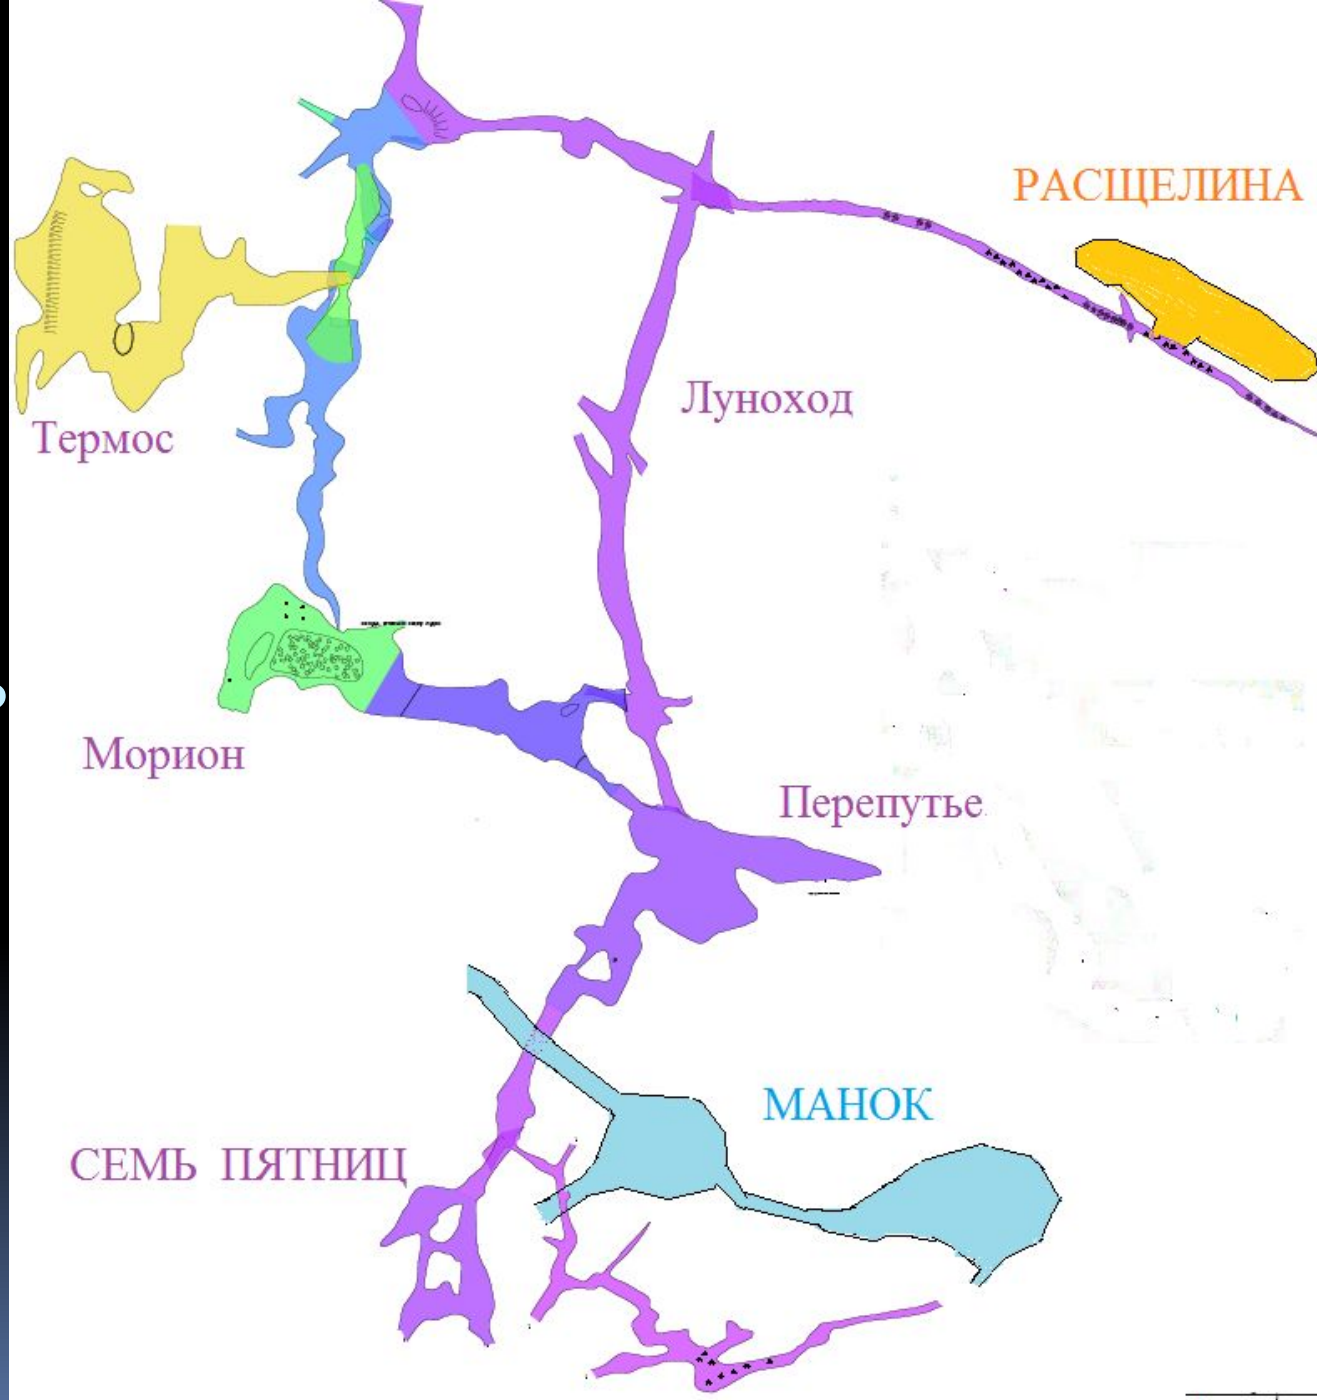 РАСЩЕЛИНА
Луноход
Термос
Морион
Перепутье
МАНОК
СЕМЬ ПЯТНИЦ